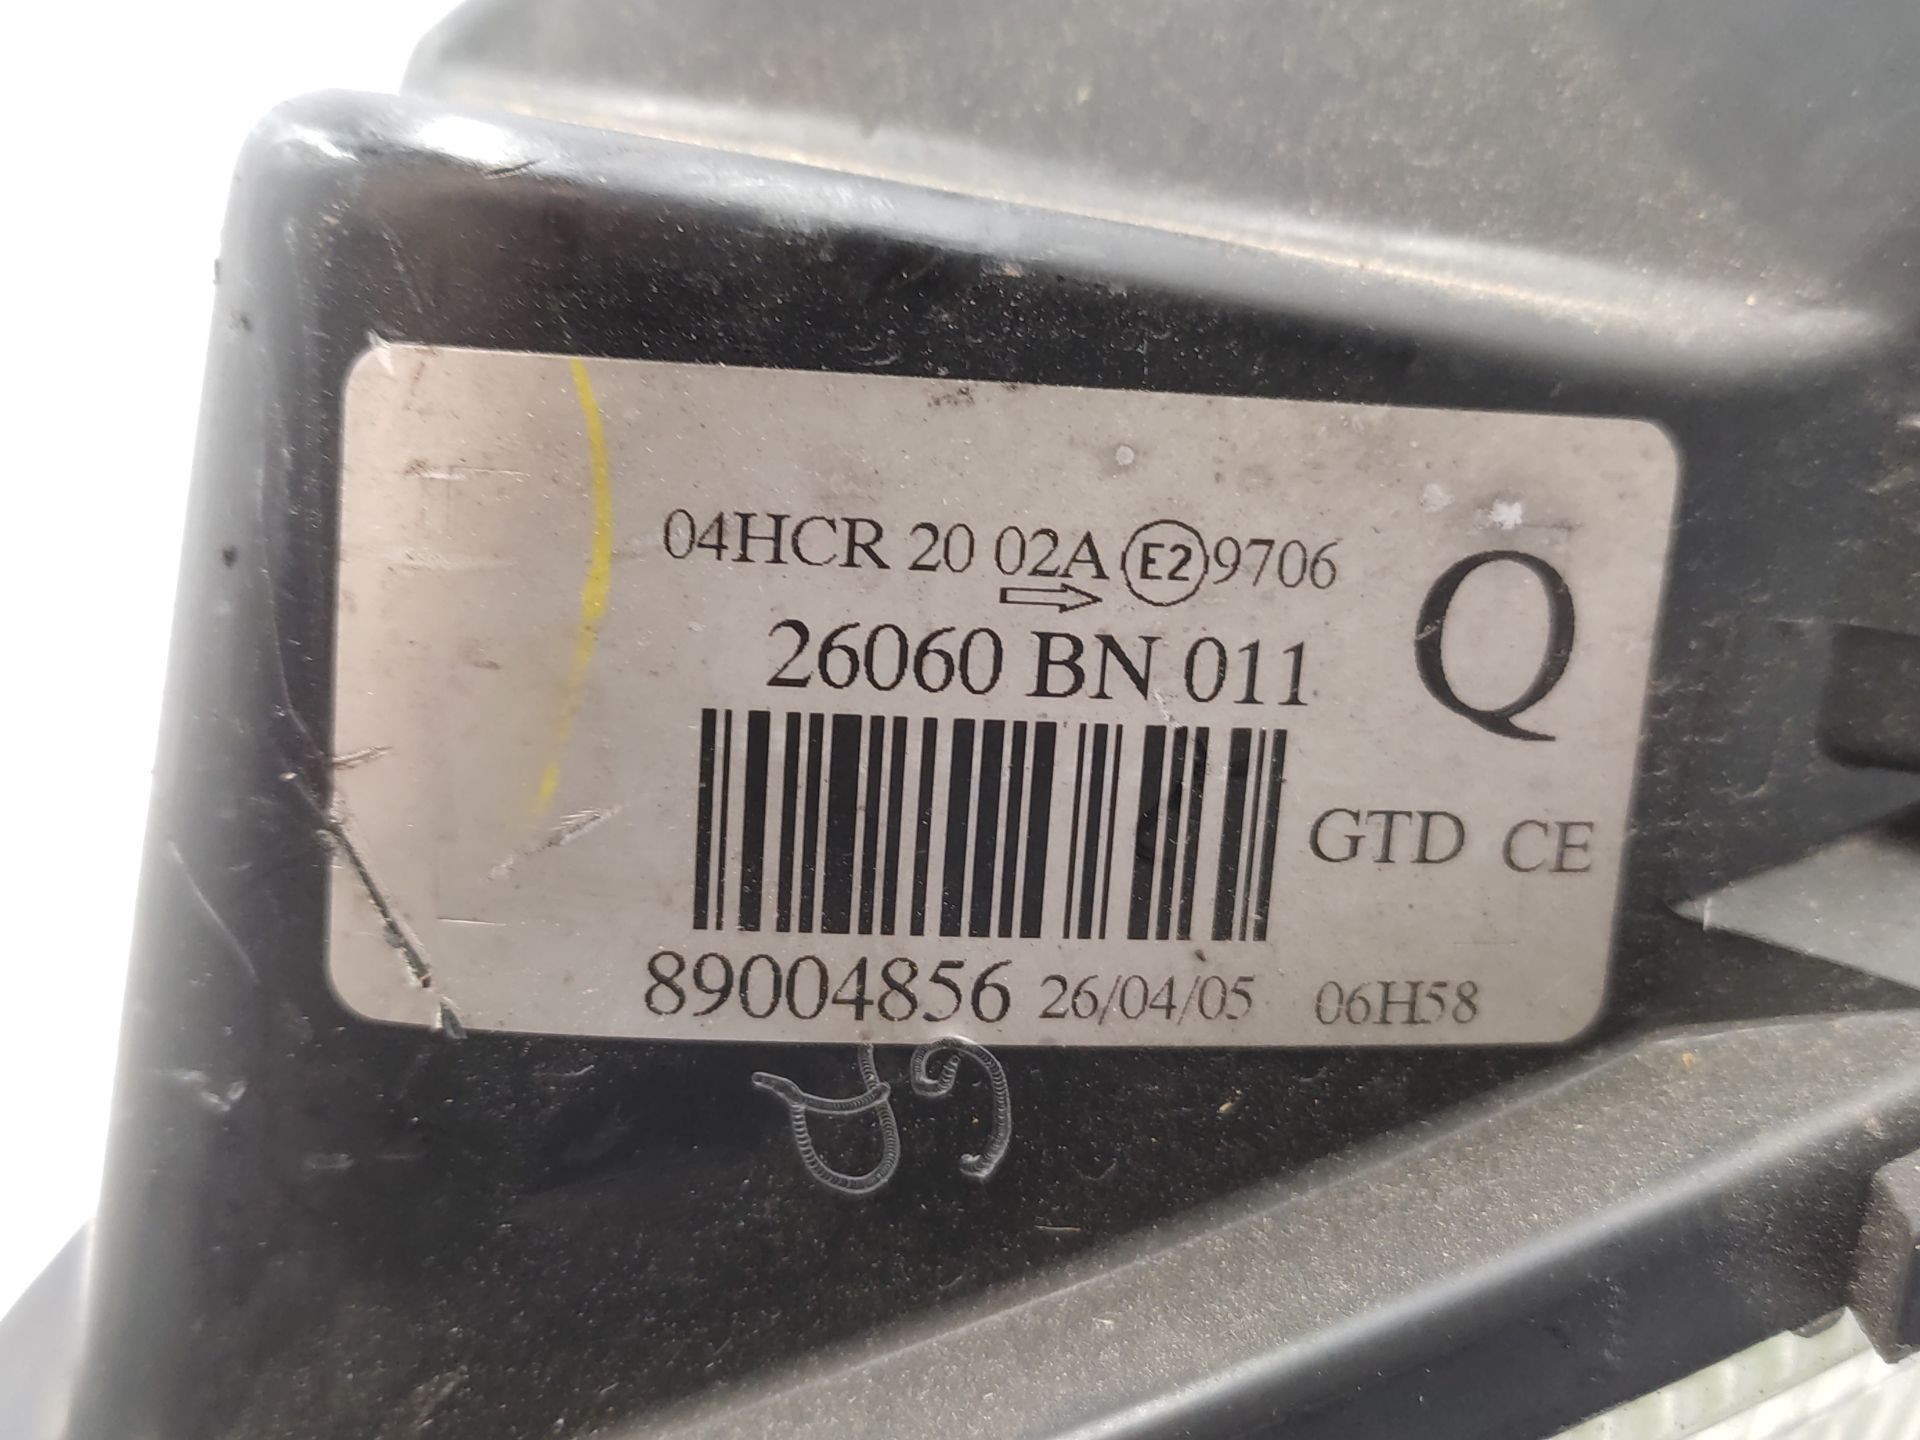 04HCR 20 02A E2 9706
26060 BN 011
Q
GTD CE
89004856 26/04/05 06H58